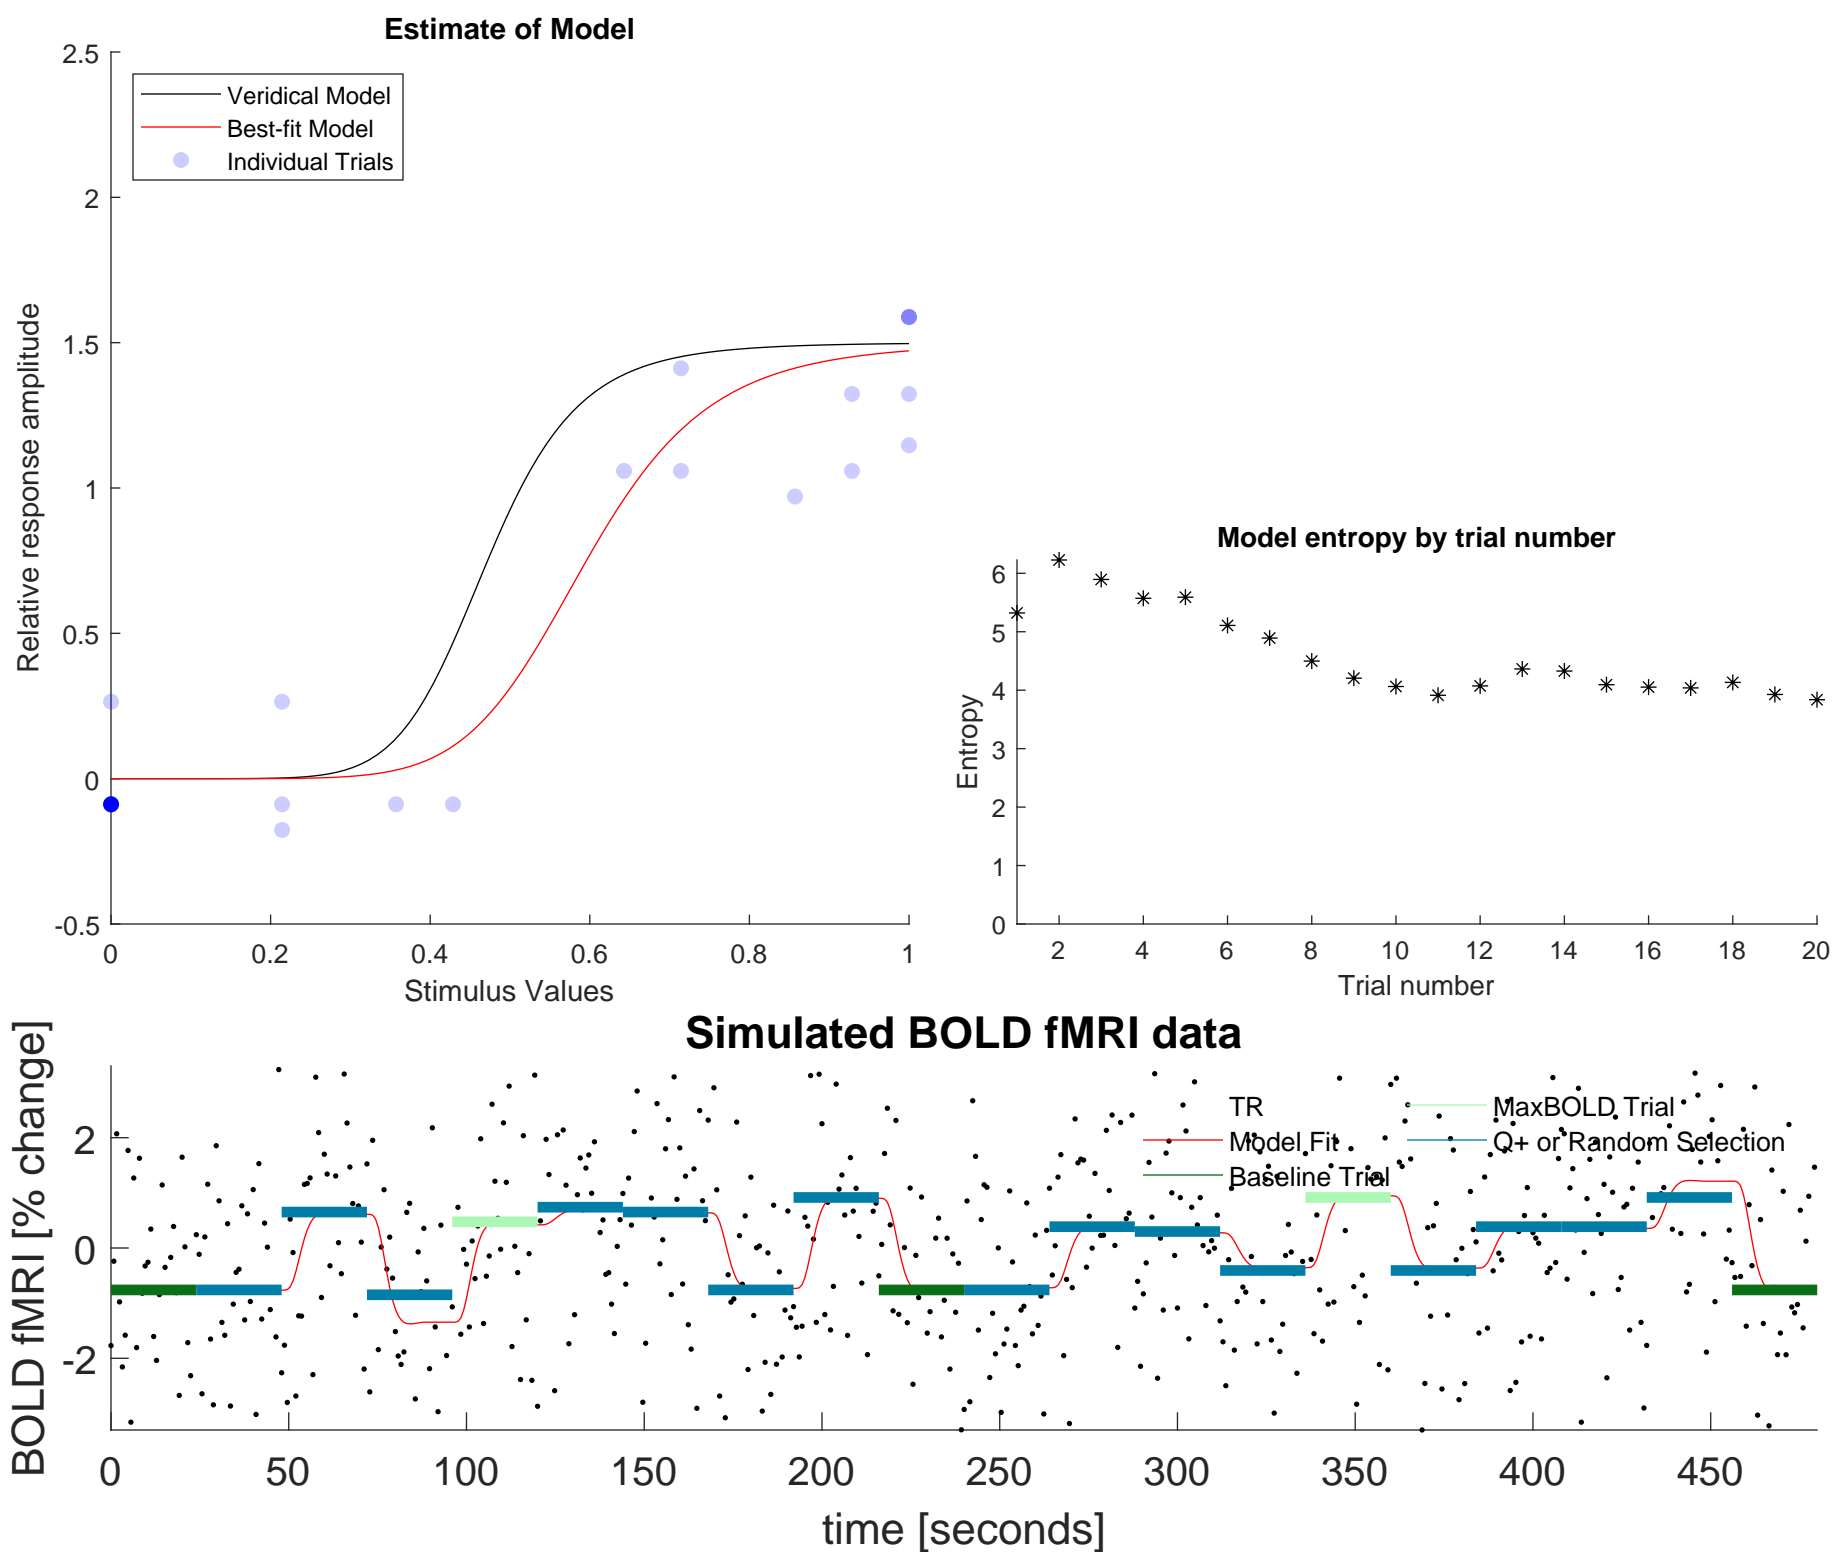 Estimate of Model
2.5
2
1.5
1
0.5
0
-0.5
Relative response amplitude
Veridical Model
Best-fit Model
Individual Trials
0 0.2 0.4 0.6 0.8 1
Stimulus Values
Model entropy by trial number
6
5
4
3
2
1
0
Entropy
2 4 6 8 10 12 14 16 18 20
Trial number
Simulated BOLD fMRI data
BOLD fMRI [% change]
2
0
-2
TR
Model Fit
Baseline Trial
MaxBOLD Trial
Q+ or Random Selection
0 50 100 150 200 250 300 350 400 450
time [seconds]